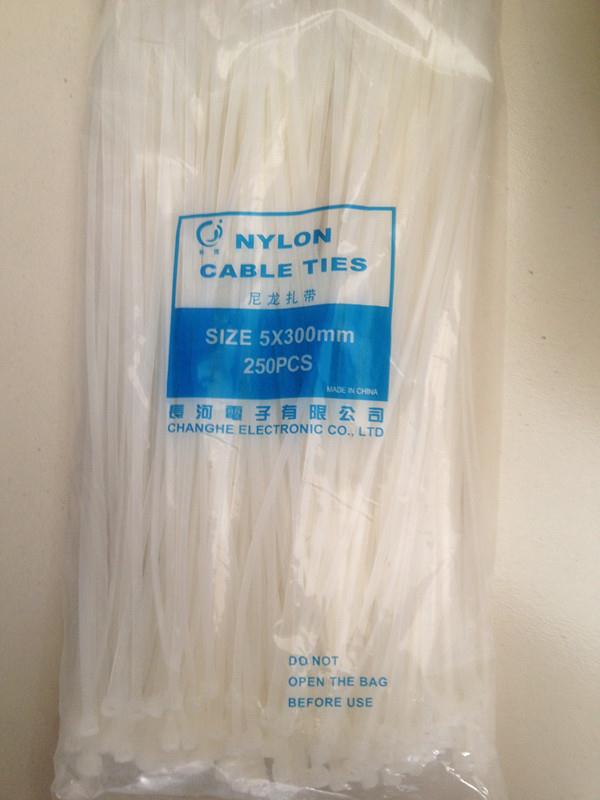 NYLON
CABLE TIES
尼龙扎带
SIZE 5X300mm
250PCS
MADE IN CHINA
長河電子有限公司
CHANGHE ELECTRONIC CO., LTD
DO NOT
OPEN THE BAG
BEFORE USE